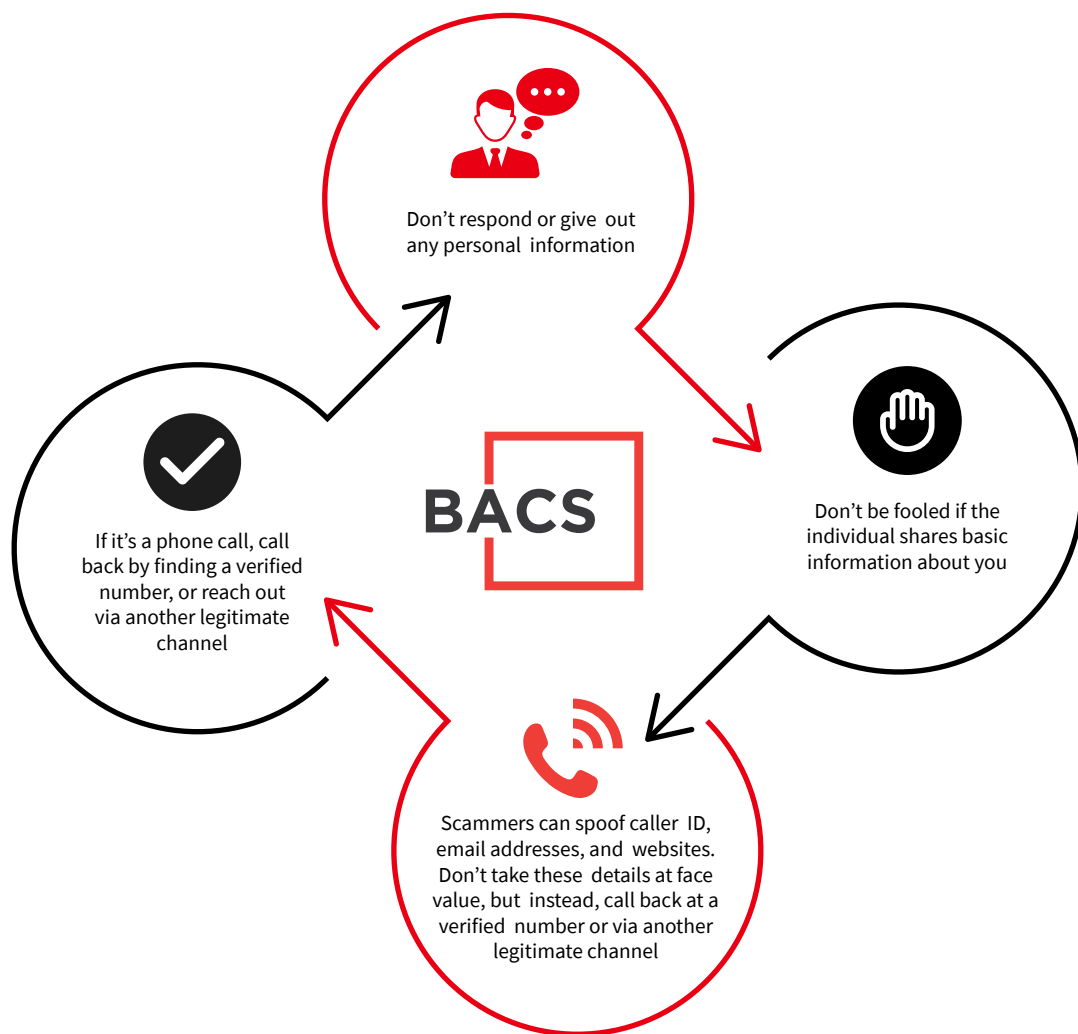 Don’t respond or give out
any personal information
Don’t be fooled if the
individual shares basic
information about you
BACS
If it’s a phone call, call
back by finding a verified
number, or reach out
via another legitimate
channel
Scammers can spoof caller ID,
email addresses, and websites.
Don’t take these details at face
value, but instead, call back at a
verified number or via another
legitimate channel